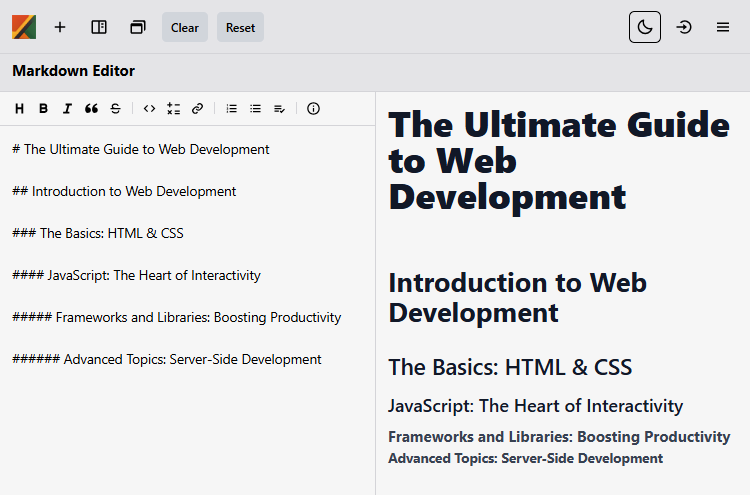 Clear Reset
Markdown Editor
H B I S
# The Ultimate Guide to Web Development
## Introduction to Web Development
### The Basics: HTML & CSS
#### JavaScript: The Heart of Interactivity
##### Frameworks and Libraries: Boosting Productivity
###### Advanced Topics: Server-Side Development
The Ultimate Guide
to Web
Development
Introduction to Web
Development
The Basics: HTML & CSS
JavaScript: The Heart of Interactivity
Frameworks and Libraries: Boosting Productivity
Advanced Topics: Server-Side Development